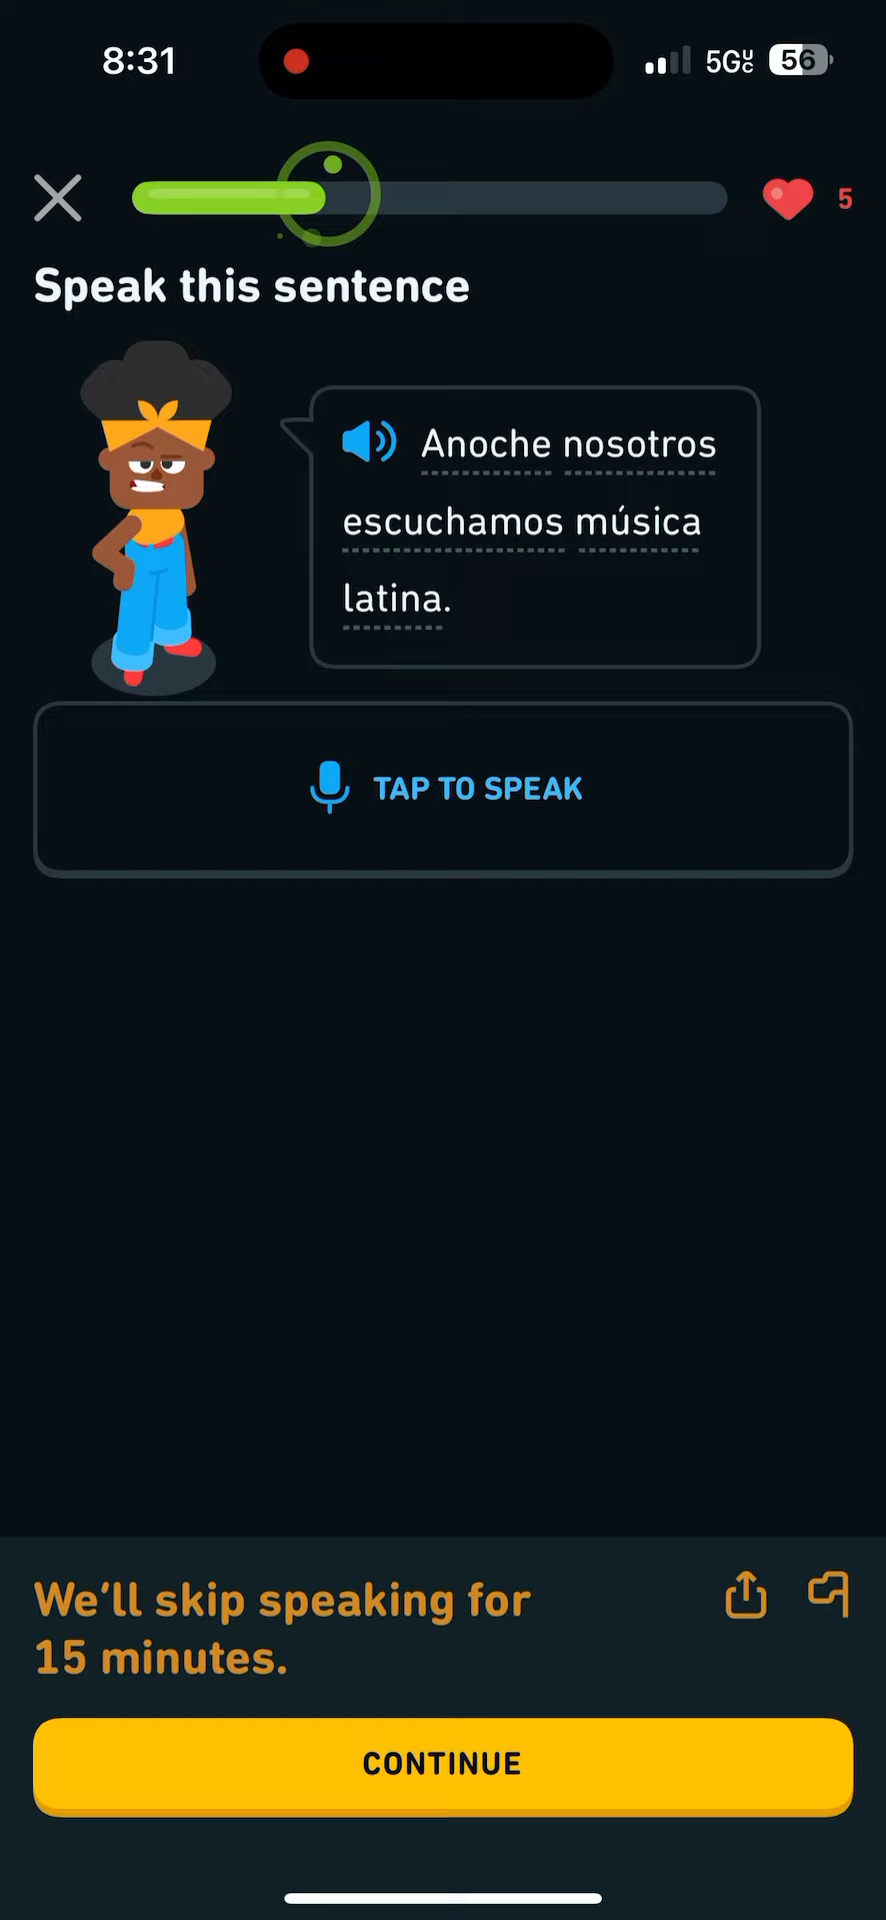 8:31
5GUC
56
5
Speak this sentence
Anoche nosotros
escuchamos música
latina.
TAP TO SPEAK
We'll skip speaking for
15 minutes.
CONTINUE